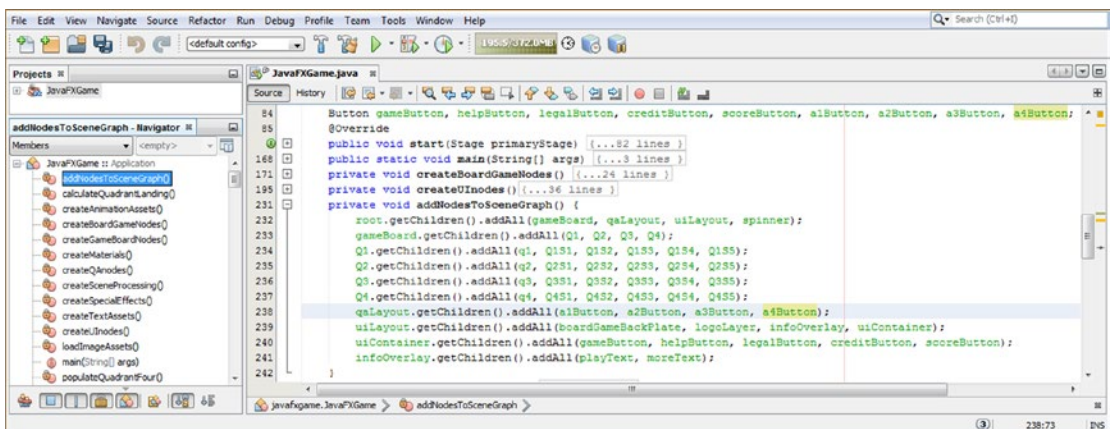 File Edit View Navigate Source Refactor Run Debug Profile Team Tools Window Help
Search (Ctrl+I)
<default config>
Projects
JavaFXGame
JavaFXGame.java
Source History
addNodesToSceneGraph - Navigator
Members <empty>
JavaFXGame :: Application
addNodesToSceneGraph()
calculateQuadrantLanding()
createAnimationAssets()
createBoardGameNodes()
createGameBoardNodes()
createMaterials()
createQAnodes()
createSceneProcessing()
createSpecialEffects()
createTextAssets()
createUInodes()
loadImageAssets()
main(String[] args)
populateQuadrantFour()
84 Button gameButton, helpButton, legalButton, creditButton, scoreButton, a1Button, a2Button, a3Button, a4Button;
85 @Override
public void start(Stage primaryStage) {...82 lines }
168 public static void main(String[] args) {...3 lines }
171 private void createBoardGameNodes() {...24 lines }
195 private void createUInodes() {...36 lines }
231 private void addNodesToSceneGraph() {
232 root.getChildren().addAll(gameBoard, qaLayout, uiLayout, spinner);
233 gameBoard.getChildren().addAll(Q1, Q2, Q3, Q4);
234 Q1.getChildren().addAll(q1, Q1S1, Q1S2, Q1S3, Q1S4, Q1S5);
235 Q2.getChildren().addAll(q2, Q2S1, Q2S2, Q2S3, Q2S4, Q2S5);
236 Q3.getChildren().addAll(q3, Q3S1, Q3S2, Q3S3, Q3S4, Q3S5);
237 Q4.getChildren().addAll(q4, Q4S1, Q4S2, Q4S3, Q4S4, Q4S5);
238 qaLayout.getChildren().addAll(a1Button, a2Button, a3Button, a4Button);
239 uiLayout.getChildren().addAll(boardGameBackPlate, logoLayer, infoOverlay, uiContainer);
240 uiContainer.getChildren().addAll(gameButton, helpButton, legalButton, creditButton, scoreButton);
241 infoOverlay.getChildren().addAll(playText, moreText);
242 }
javafxgame.JavaFXGame addNodesToSceneGraph
3 238:73 INS